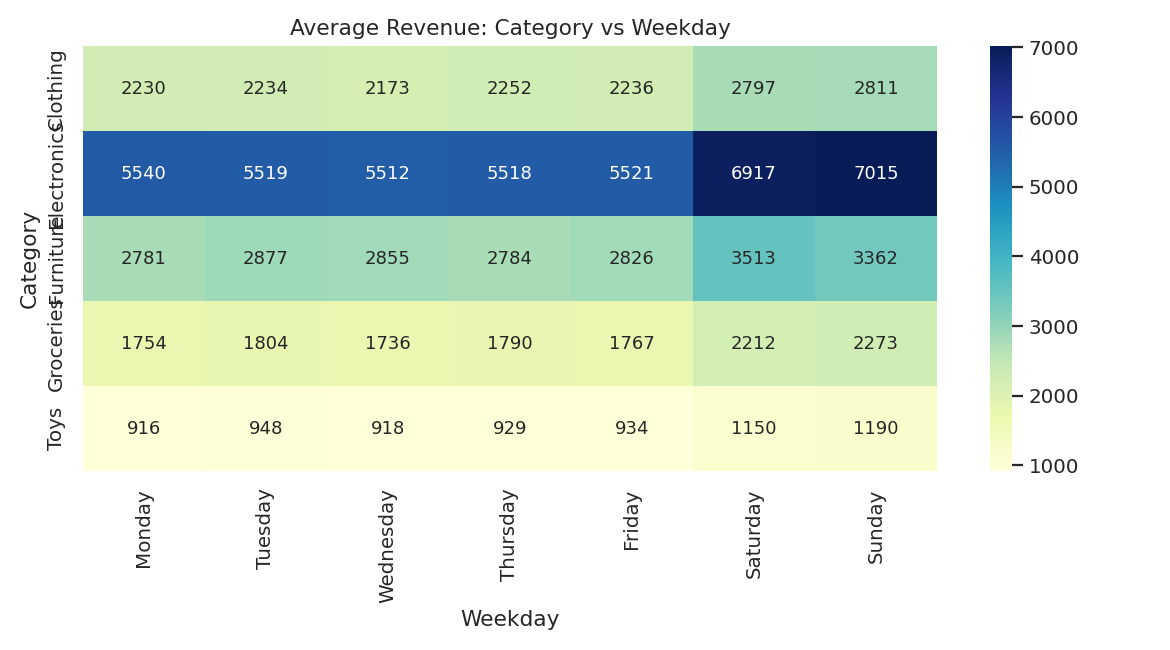 Average Revenue: Category vs Weekday
Category
Clothing 2230 2234 2173 2252 2236 2797 2811
Electronics 5540 5519 5512 5518 5521 6917 7015
Furniture 2781 2877 2855 2784 2826 3513 3362
Groceries 1754 1804 1736 1790 1767 2212 2273
Toys 916 948 918 929 934 1150 1190
Monday Tuesday Wednesday Thursday Friday Saturday Sunday
Weekday
7000
6000
5000
4000
3000
2000
1000